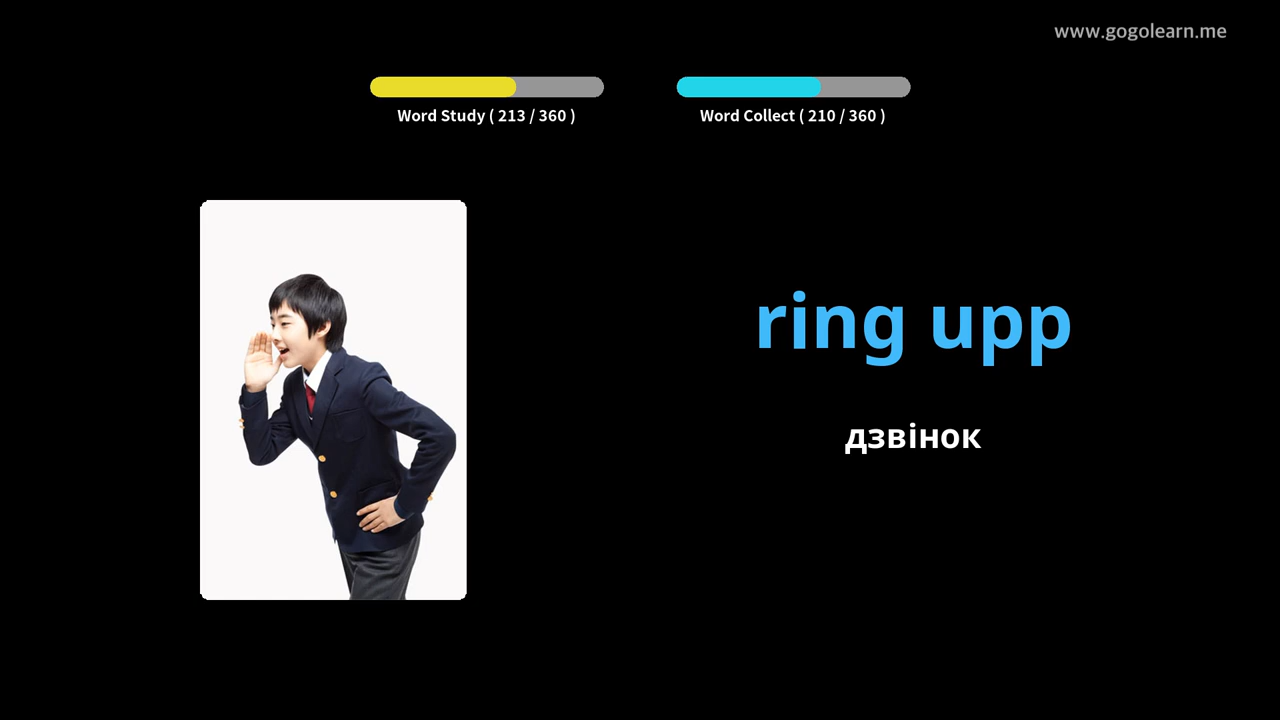 www.gogolearn.me
Word Study ( 213 / 360 )
Word Collect ( 210 / 360 )
ring upp
дзвінок